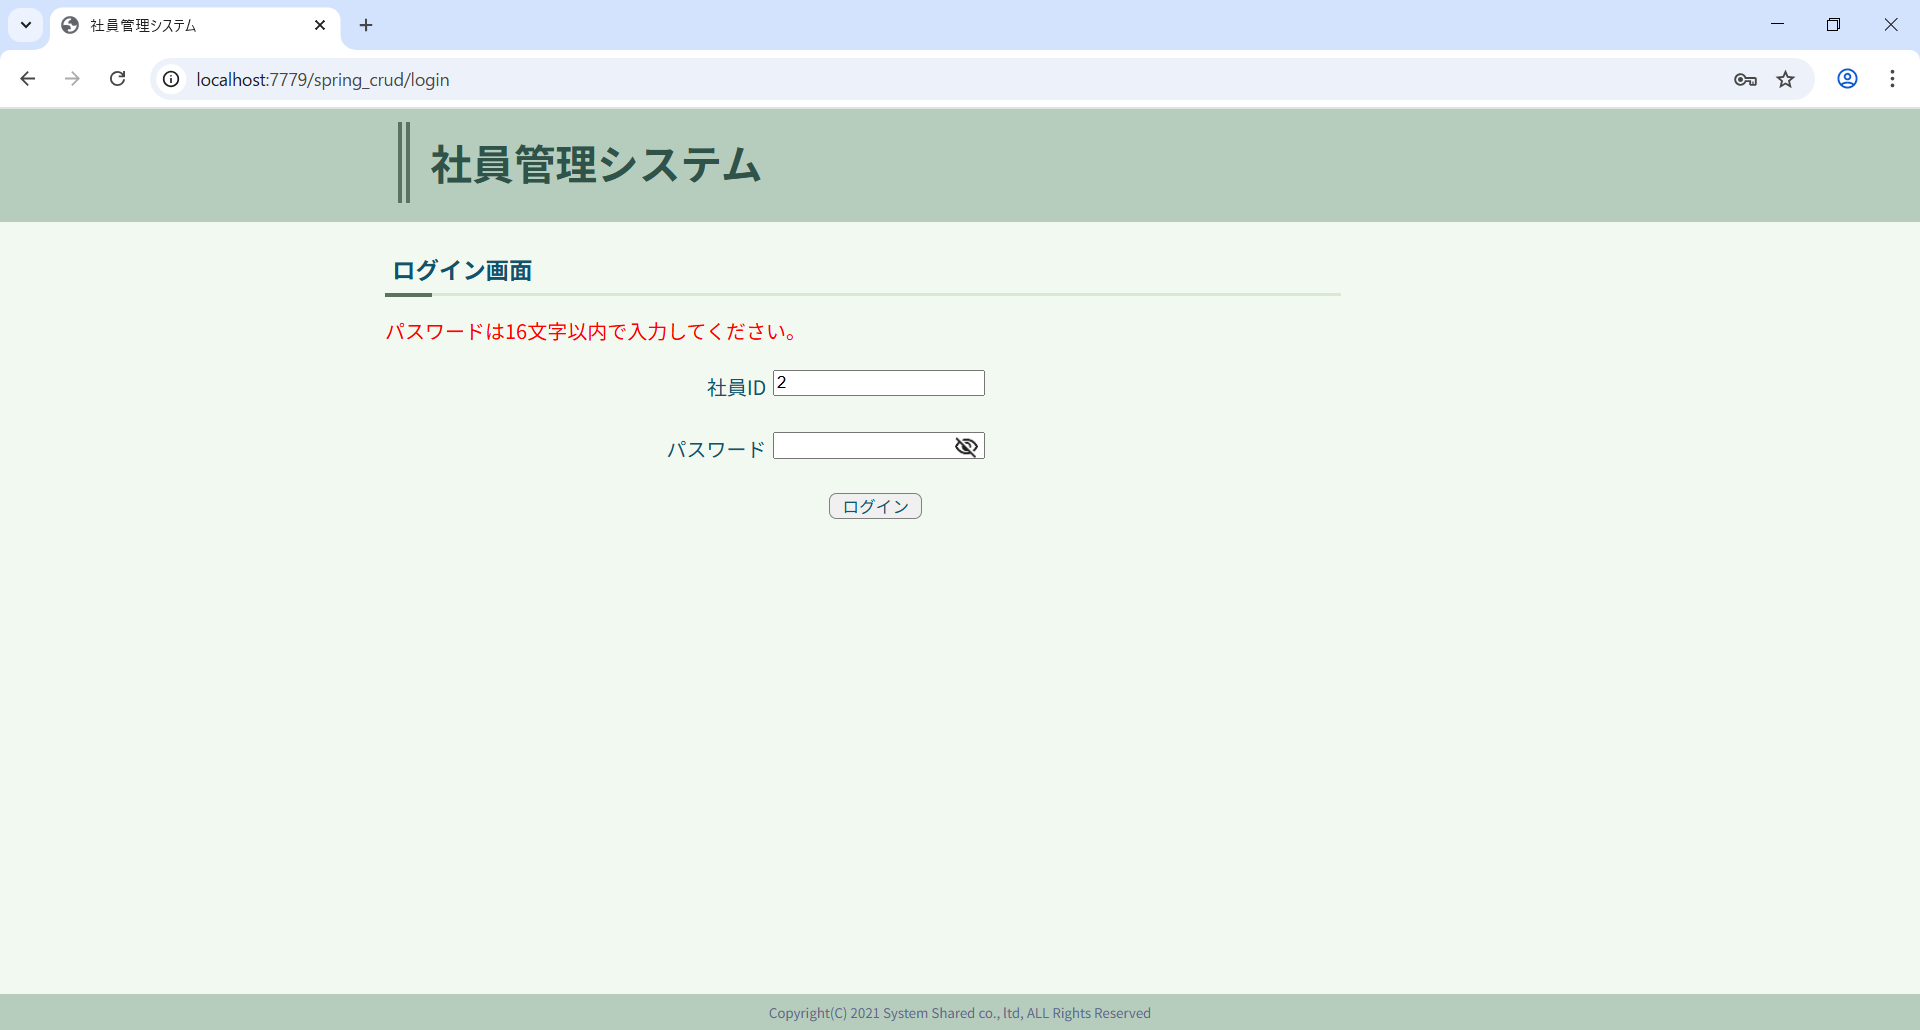 社員管理システム
localhost:7779/spring_crud/login
社員管理システム
ログイン画面
パスワードは16文字以内で入力してください。
社員ID 2
パスワード
ログイン
Copyright(C) 2021 System Shared co., ltd, ALL Rights Reserved